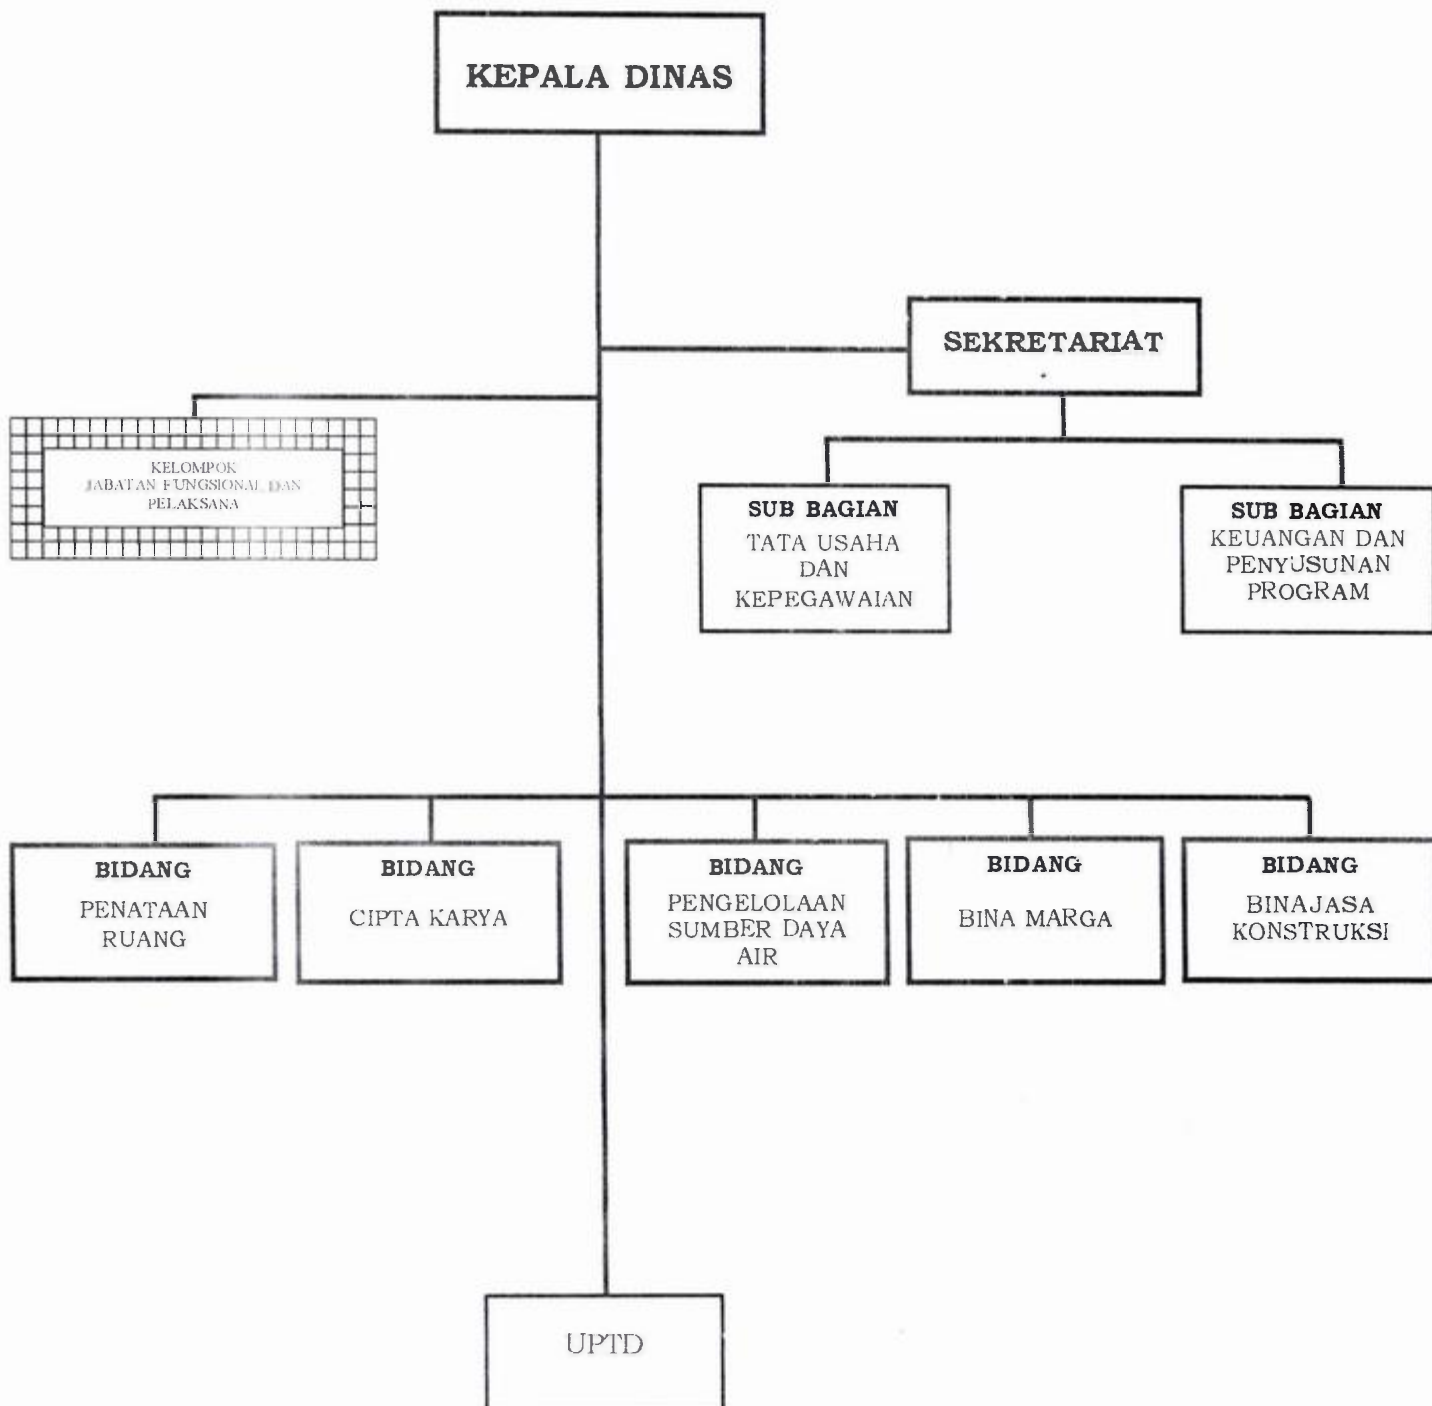 KEPALA DINAS
SEKRETARIAT
KELOMPOK
JABATAN FUNGSIONAL DAN
PELAKSANA
SUB BAGIAN
TATA USAHA
DAN
KEPEGAWAIAN
SUB BAGIAN
KEUANGAN DAN
PENYUSUNAN
PROGRAM
BIDANG
PENATAAN
RUANG
BIDANG
CIPTA KARYA
BIDANG
PENGELOLAAN
SUMBER DAYA
AIR
BIDANG
BINA MARGA
BIDANG
BINAJASA
KONSTRUKSI
UPTD